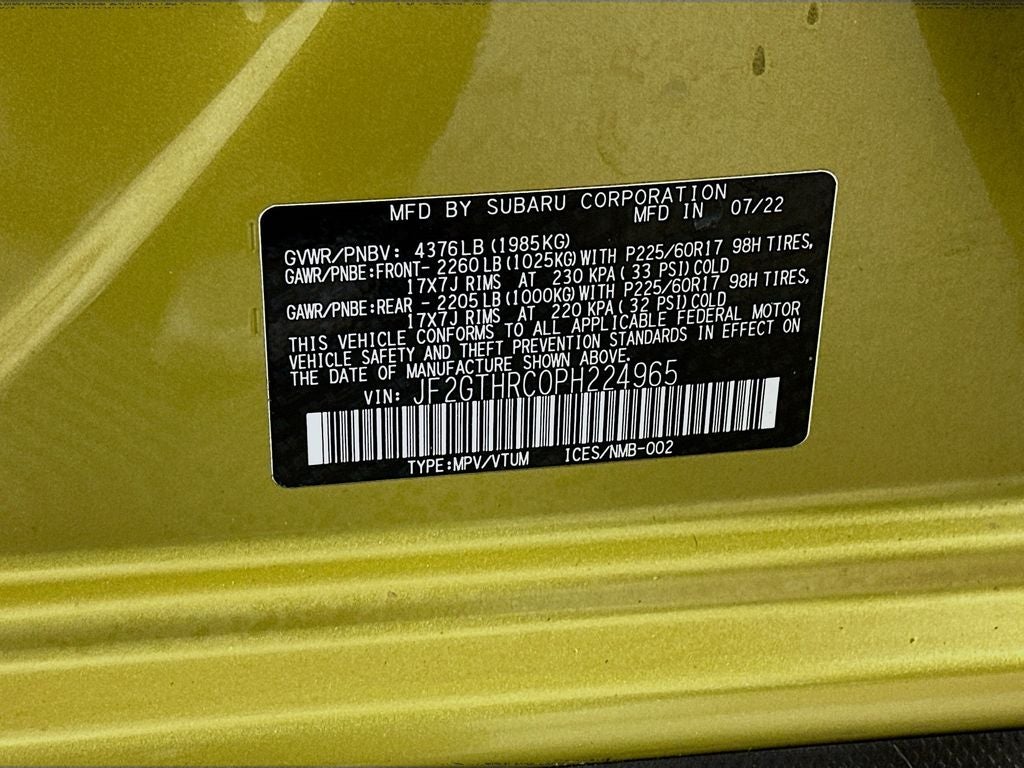 MFD BY SUBARU CORPORATION
MFD IN 07/22
GVWR/PNBV: 4376LB(1985KG)
GAWR/PNBE:FRONT- 2260LB(1025KG)WITH P225/60R17 98H TIRES,
17X7J RIMS AT 230 KPA( 33 PSI)COLD
GAWR/PNBE:REAR - 2205LB(1000KG)WITH P225/60R17 98H TIRES,
17X7J RIMS AT 220 KPA( 32 PSI)COLD
THIS VEHICLE CONFORMS TO ALL APPLICABLE FEDERAL MOTOR
VEHICLE SAFETY AND THEFT PREVENTION STANDARDS IN EFFECT ON
THE DATE OF MANUFACTURE SHOWN ABOVE.
VIN: JF2GTHRC0PH224965
TYPE:MPV/VTUM ICES/NMB-002